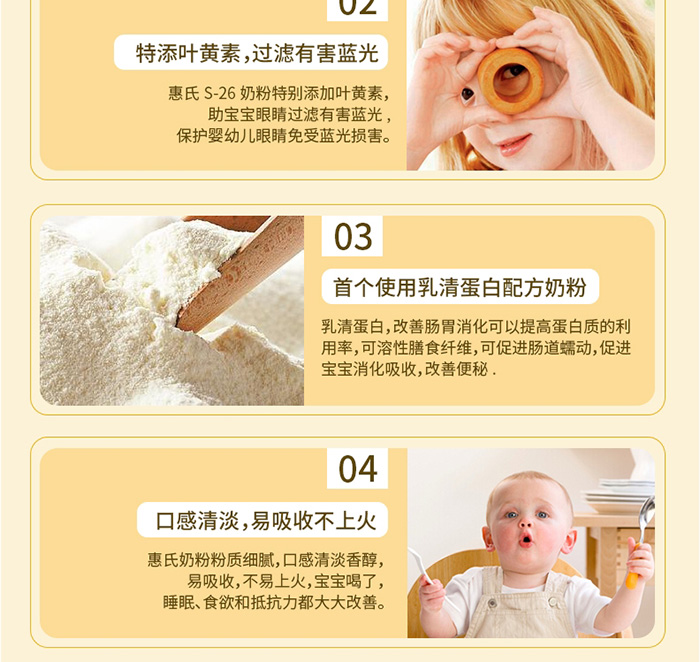 02
特添叶黄素，过滤有害蓝光
惠氏 S-26 奶粉特别添加叶黄素，
助宝宝眼睛过滤有害蓝光，
保护婴幼儿眼睛免受蓝光损害。
03
首个使用乳清蛋白配方奶粉
乳清蛋白，改善肠胃消化可以提高蛋白质的利
用率，可溶性膳食纤维，可促进肠道蠕动，促进
宝宝消化吸收，改善便秘 .
04
口感清淡，易吸收不上火
惠氏奶粉粉质细腻，口感清淡香醇，
易吸收，不易上火，宝宝喝了，
睡眠、食欲和抵抗力都大大改善。